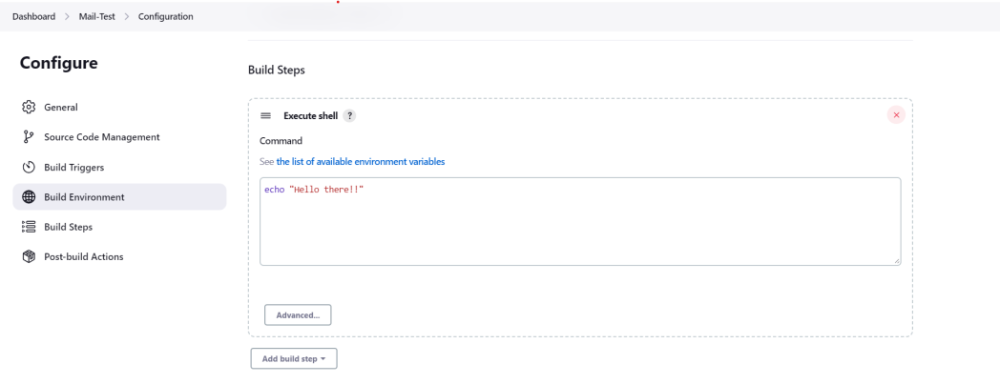 Dashboard > Mail-Test > Configuration
Configure
General
Source Code Management
Build Triggers
Build Environment
Build Steps
Post-build Actions
Build Steps
Execute shell ?
Command
See the list of available environment variables
echo "Hello there!!"
Advanced...
Add build step